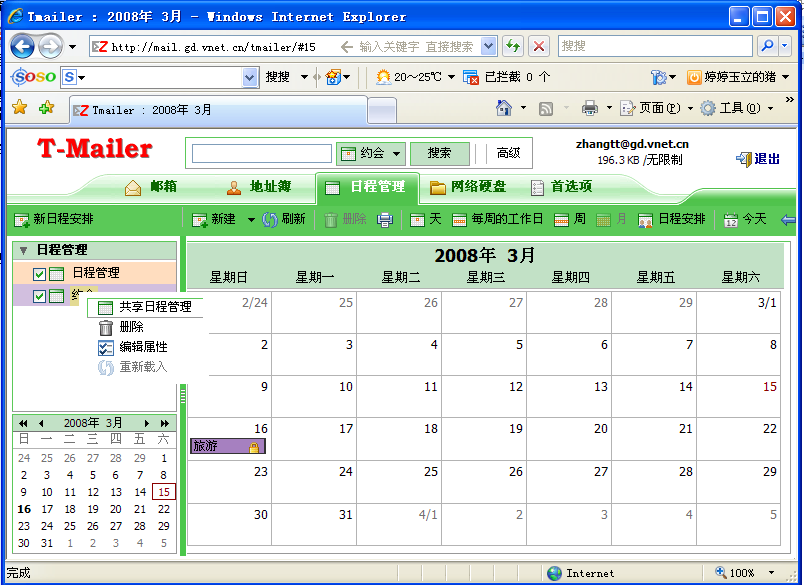 Tmailer : 2008年 3月 - Windows Internet Explorer
http://mail.gd.vnet.cn/tmailer/#15 输入关键字 直接搜索 搜搜
Soso S 搜搜 20～25℃ 已拦截 0 个 婷婷玉立的猪
Tmailer : 2008年 3月 页面(P) 工具(O) »
T-Mailer 约会 搜索 高级 zhangtt@gd.vnet.cn
196.3 KB /无限制 退出
邮箱 地址簿 日程管理 网络硬盘 首选项
新日程安排 新建 刷新 删除 天 每周的工作日 周 月 日程安排 12 今天
日程管理
日程管理
约会
共享日程管理
删除
编辑属性
重新载入
2008年 3月
星期日 星期一 星期二 星期三 星期四 星期五 星期六
2/24 25 26 27 28 29 3/1
2 3 4 5 6 7 8
9 10 11 12 13 14 15
16 17 18 19 20 21 22
旅游
23 24 25 26 27 28 29
30 31 4/1 2 3 4 5
2008年 3月
日 一 二 三 四 五 六
24 25 26 27 28 29 1
2 3 4 5 6 7 8
9 10 11 12 13 14 15
16 17 18 19 20 21 22
23 24 25 26 27 28 29
30 31 1 2 3 4 5
完成 Internet 100%